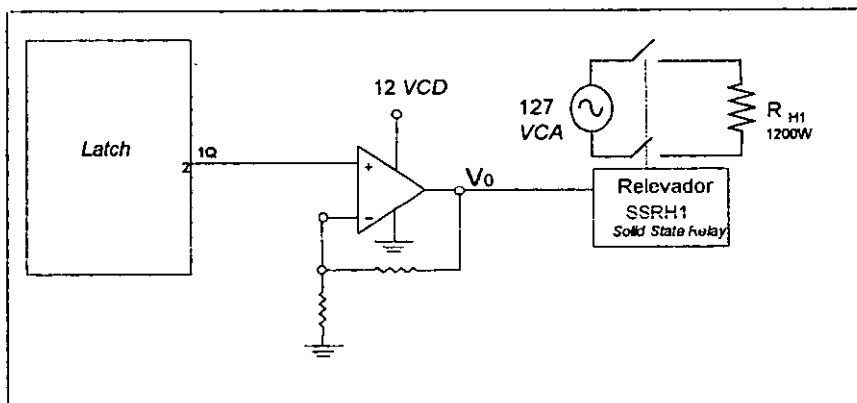 Latch
1Q
2
12 VCD
+
-
V0
127
VCA
R H1
1200W
Relevador
SSRH1
Solid State Relay